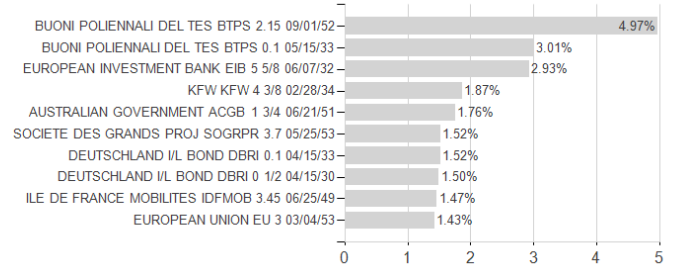 BUONI POLIENNALI DEL TES BTPS 2.15 09/01/52 4.97%
BUONI POLIENNALI DEL TES BTPS 0.1 05/15/33 3.01%
EUROPEAN INVESTMENT BANK EIB 5 5/8 06/07/32 2.93%
KFW KFW 4 3/8 02/28/34 1.87%
AUSTRALIAN GOVERNMENT ACGB 1 3/4 06/21/51 1.76%
SOCIETE DES GRANDS PROJ SOGRPR 3.7 05/25/53 1.52%
DEUTSCHLAND I/L BOND DBRI 0.1 04/15/33 1.52%
DEUTSCHLAND I/L BOND DBRI 0 1/2 04/15/30 1.50%
ILE DE FRANCE MOBILITES IDFMOB 3.45 06/25/49 1.47%
EUROPEAN UNION EU 3 03/04/53 1.43%
0 1 2 3 4 5